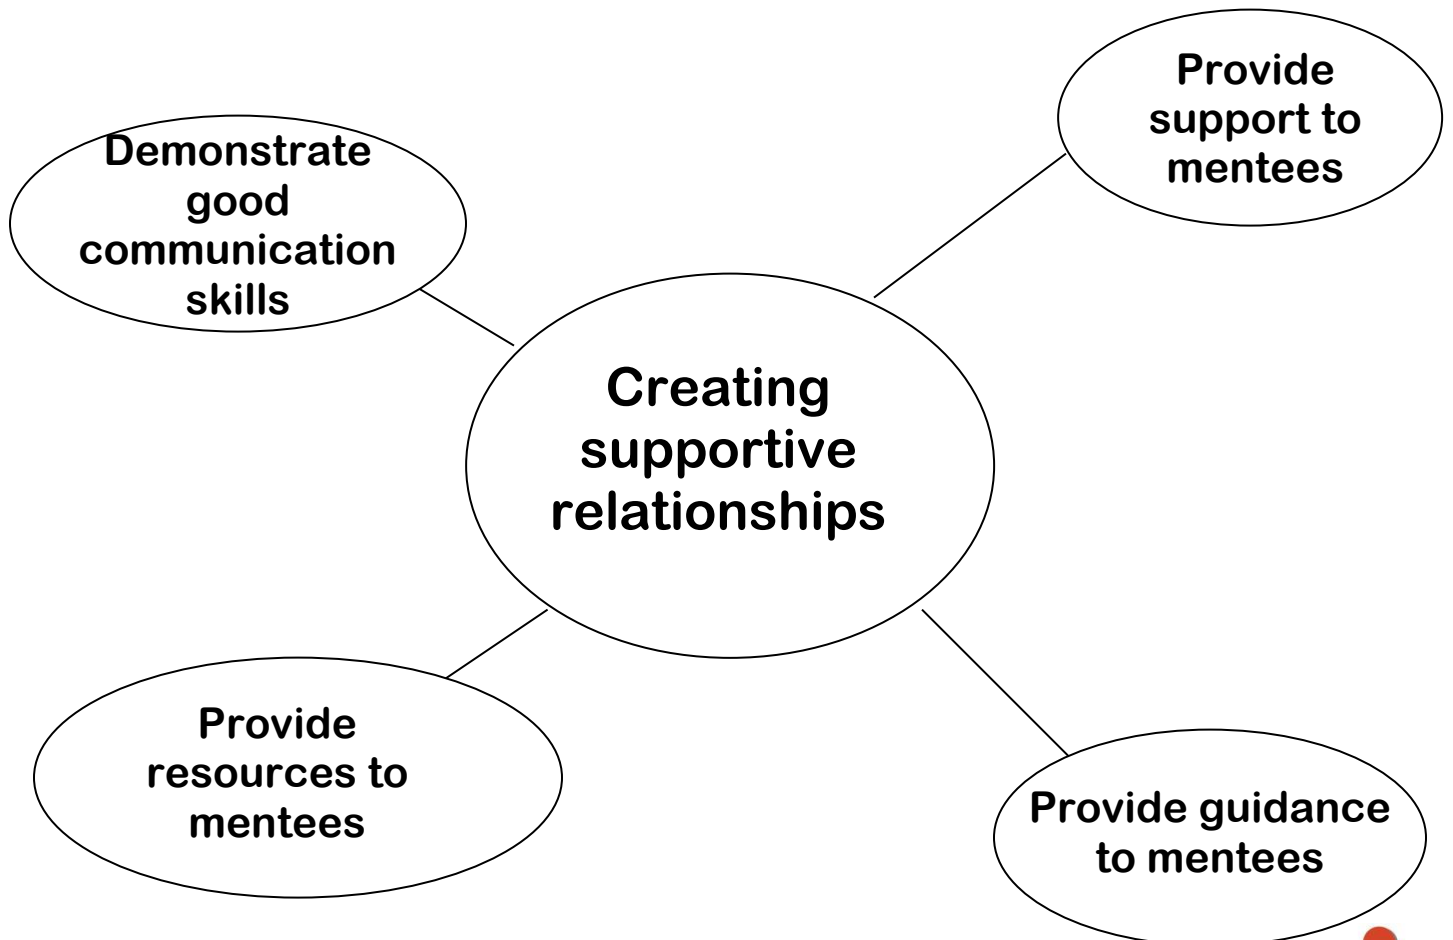 Provide
support to
mentees
Demonstrate
good
communication
skills
Creating
supportive
relationships
Provide
resources to
mentees
Provide guidance
to mentees